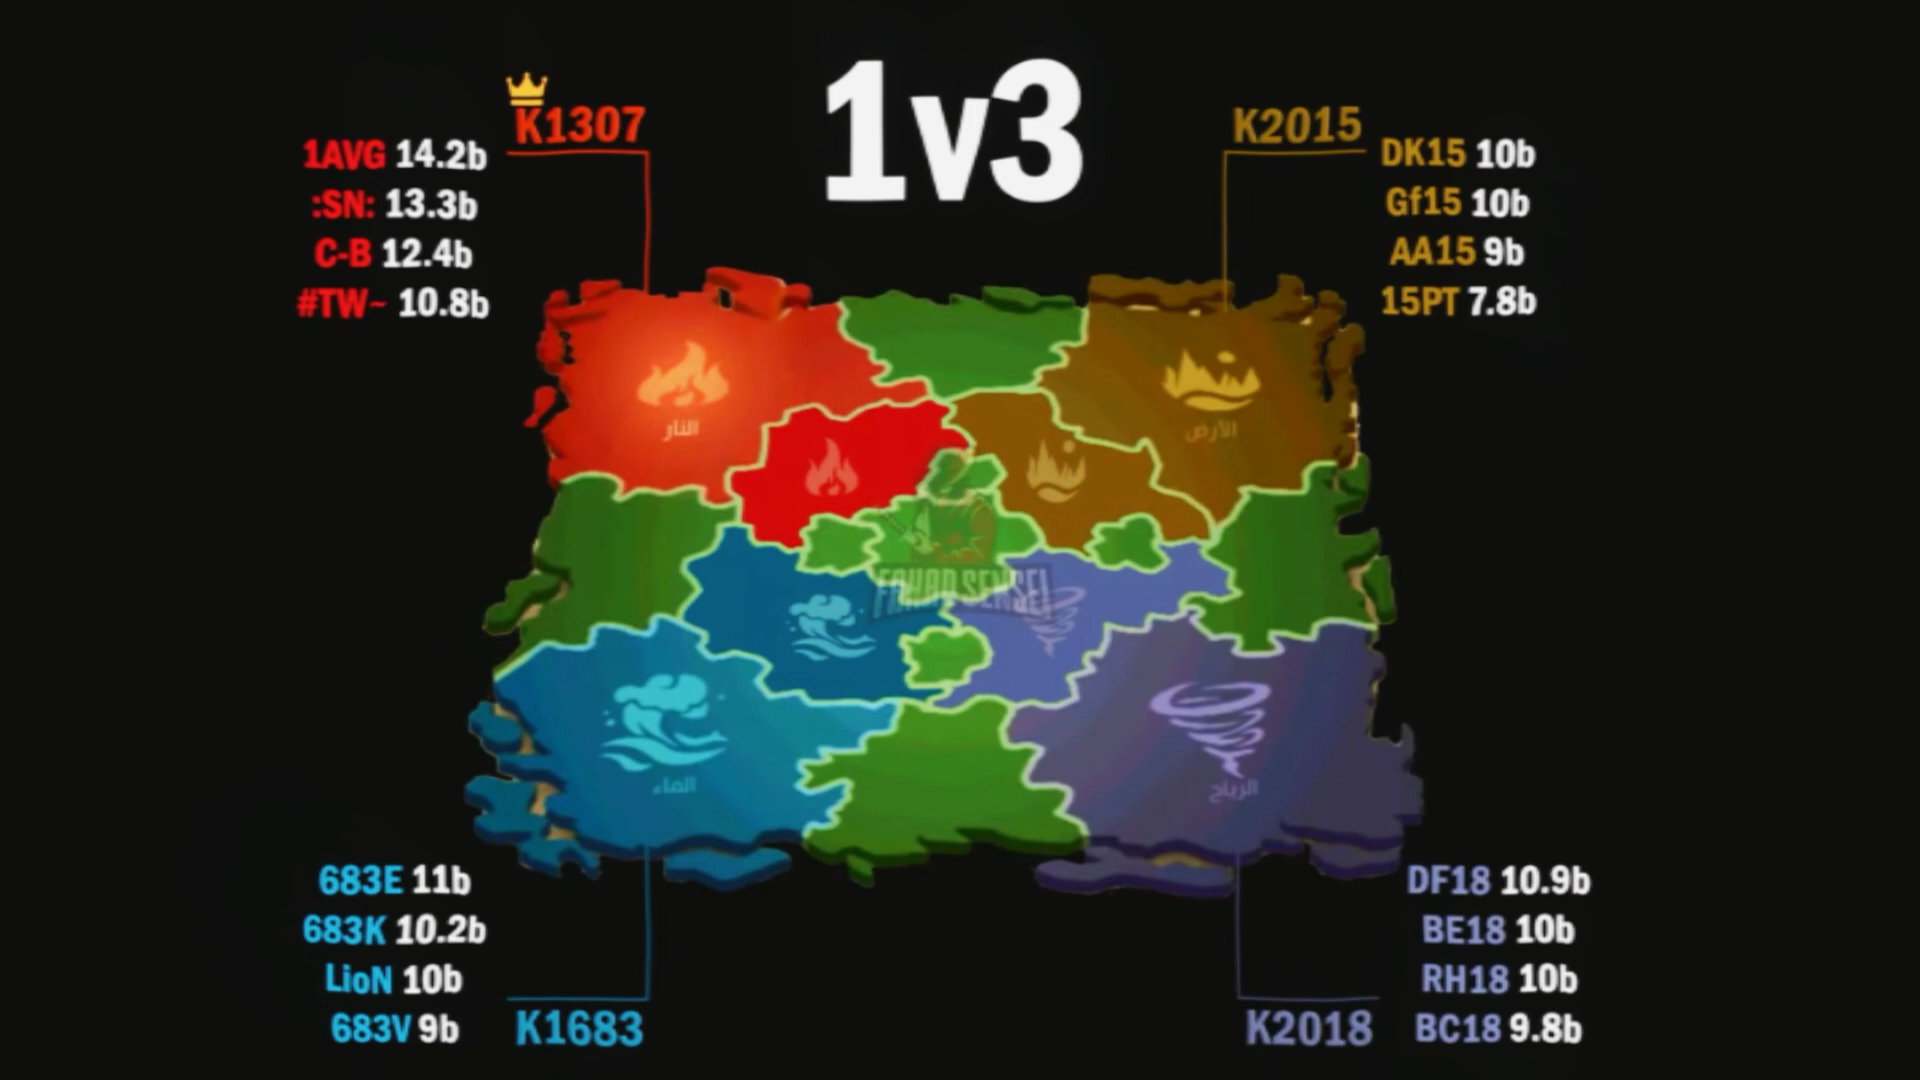 1v3
K1307
1AVG 14.2b
:SN: 13.3b
C-B 12.4b
#TW~ 10.8b
K2015
DK15 10b
Gf15 10b
AA15 9b
15PT 7.8b
النار
الأرض
FAHAD SENSEI
الماء
الرياح
683E 11b
683K 10.2b
LioN 10b
683V 9b
K1683
DF18 10.9b
BE18 10b
RH18 10b
BC18 9.8b
K2018